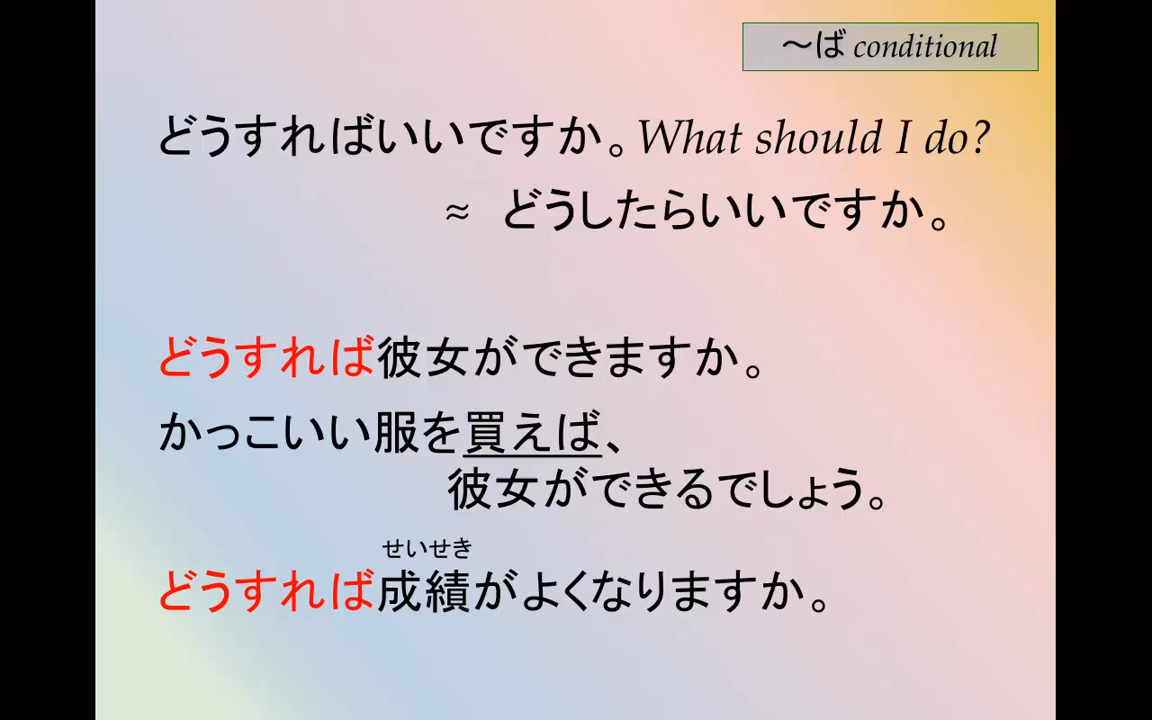 ～ば conditional
どうすればいいですか。What should I do?
≈ どうしたらいいですか。
どうすれば彼女ができますか。
かっこいい服を買えば、
彼女ができるでしょう。
せいせき
どうすれば成績がよくなりますか。